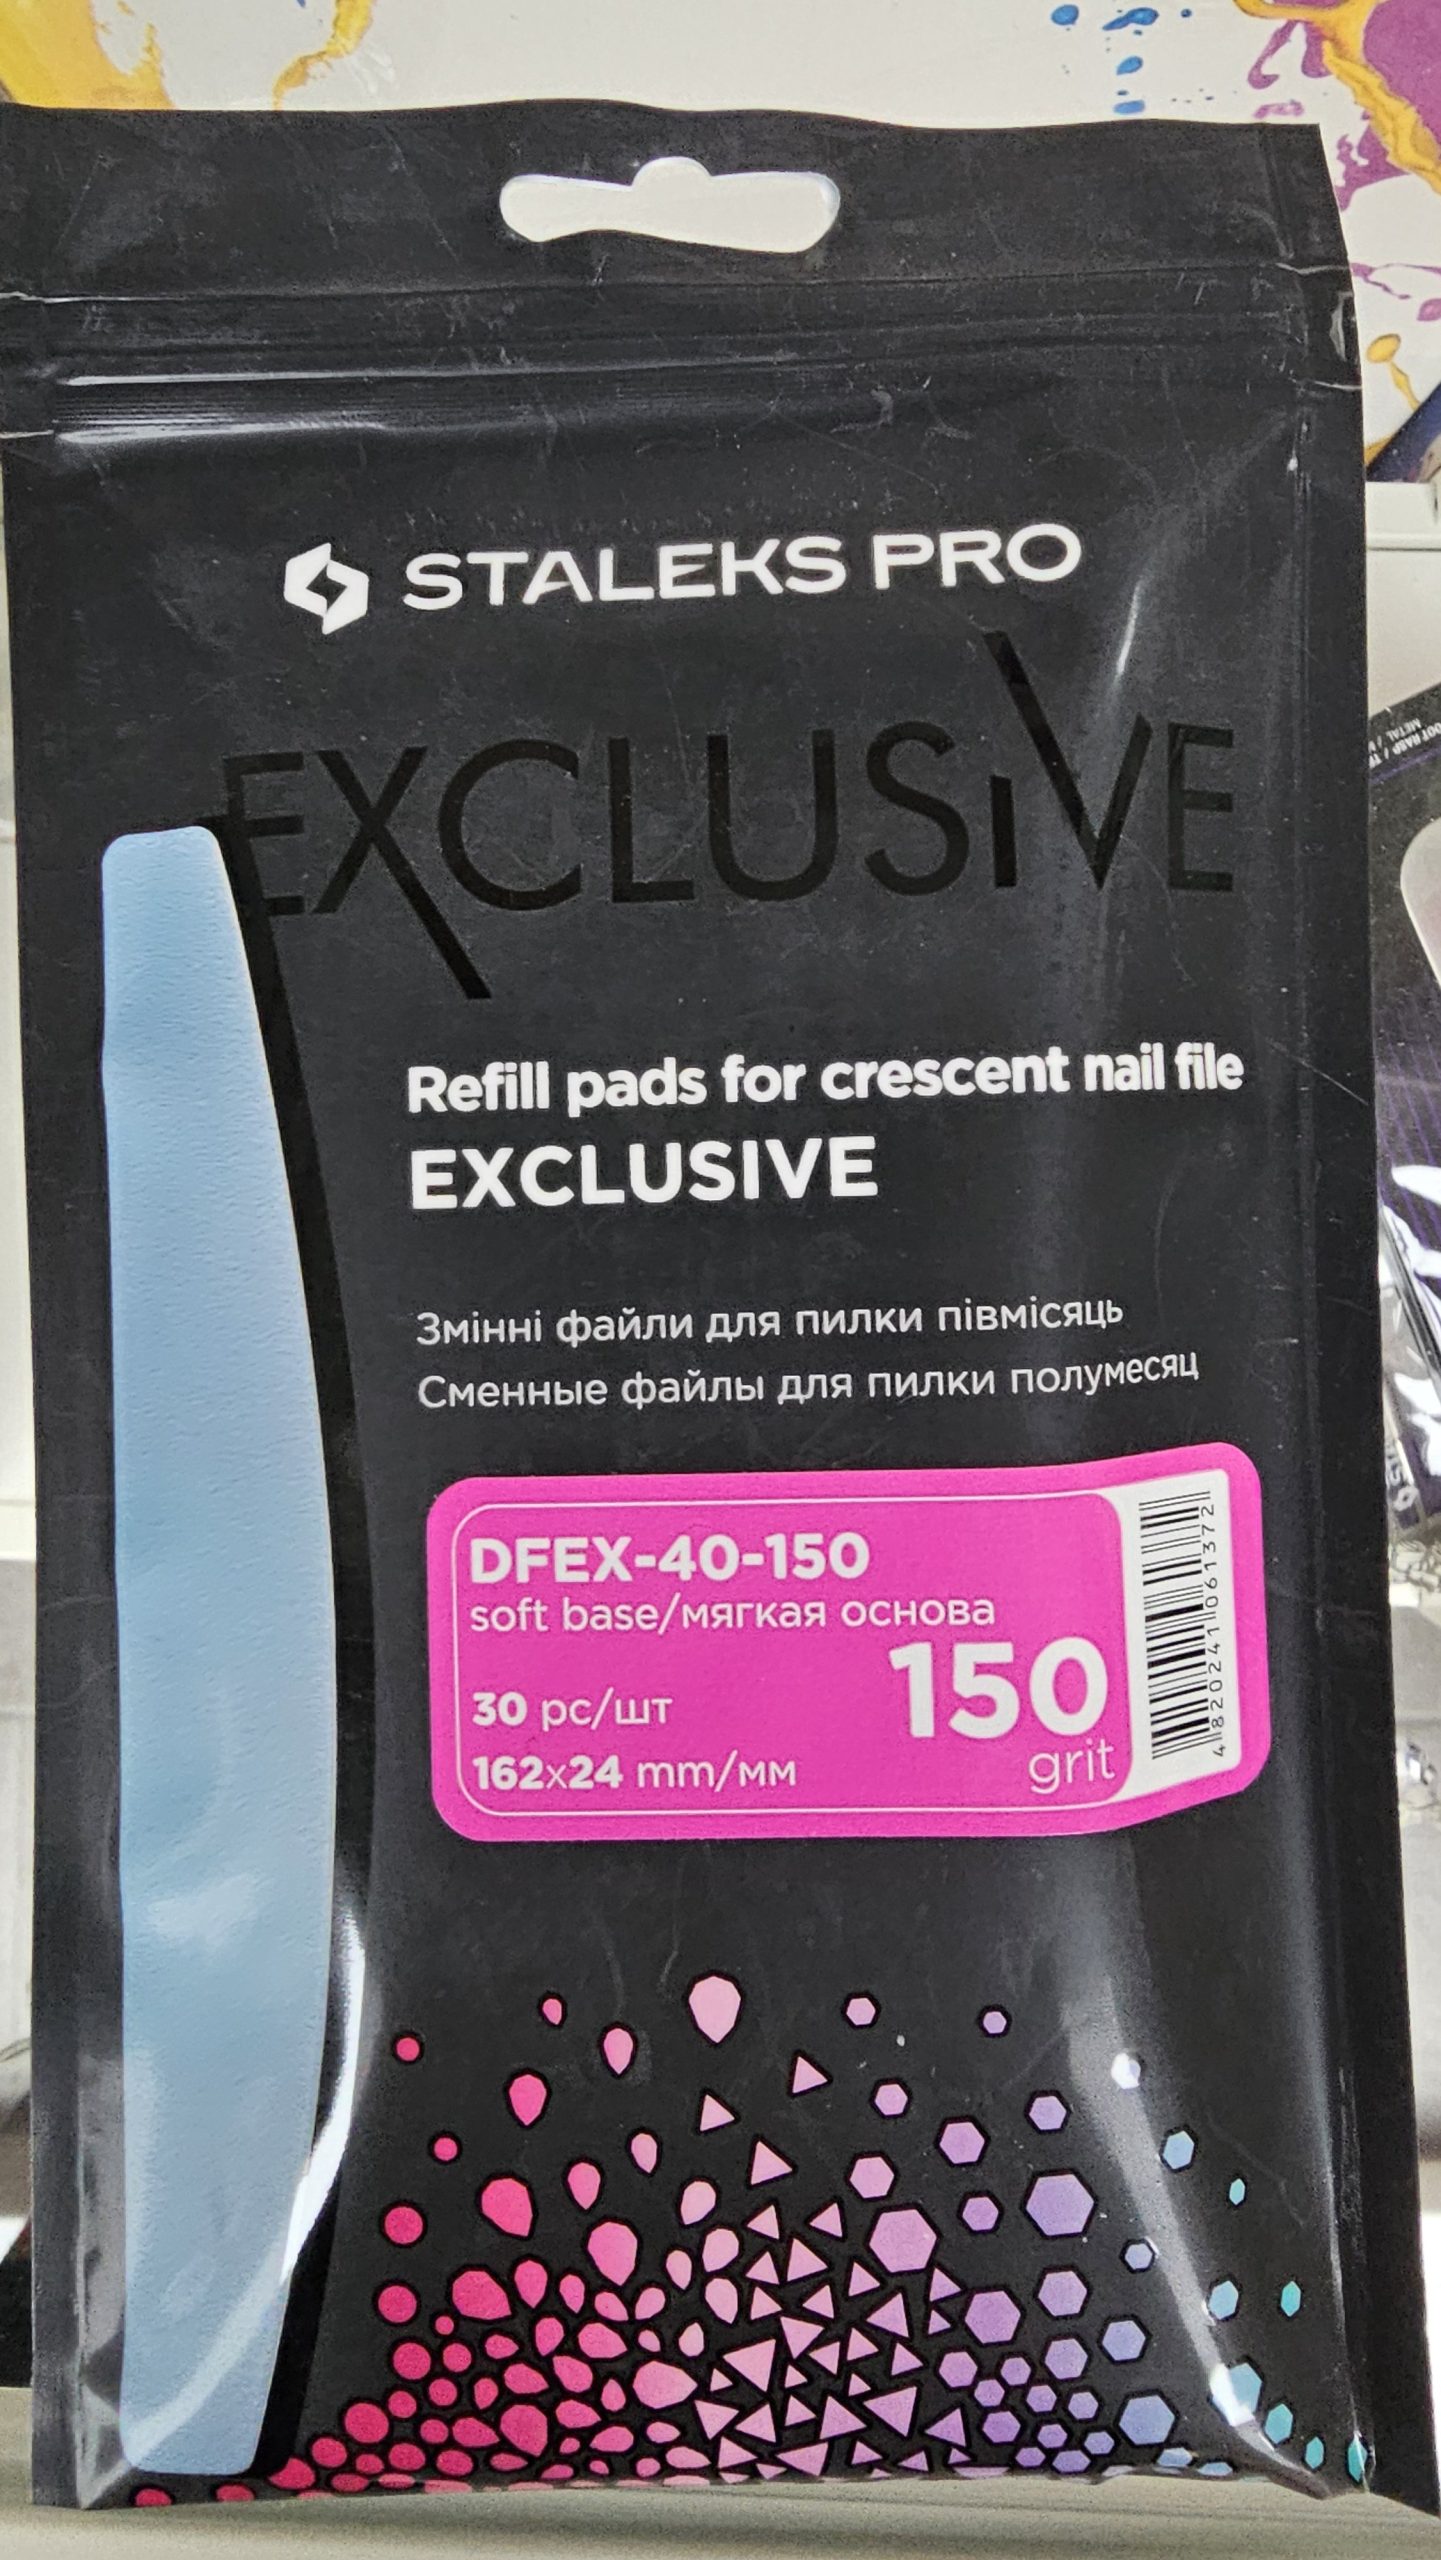 STALEKS PRO
EXCLUSIVE
Refill pads for crescent nail file
EXCLUSIVE
Змінні файли для пилки півмісяць
Сменные файлы для пилки полумесяц
DFEX-40-150
soft base/мягкая основа
30 pc/шт
150
162x24 mm/мм
grit
4820241061372